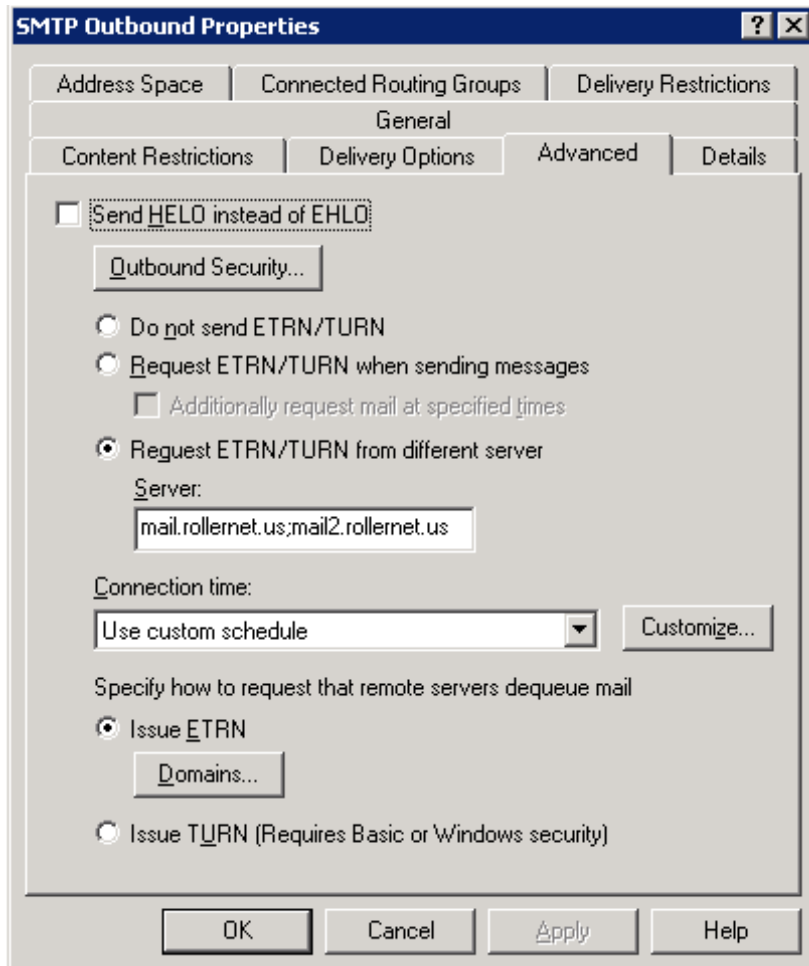 SMTP Outbound Properties
Address Space Connected Routing Groups Delivery Restrictions
General
Content Restrictions Delivery Options Advanced Details
Send HELO instead of EHLO
Outbound Security...
Do not send ETRN/TURN
Request ETRN/TURN when sending messages
Additionally request mail at specified times
Reguest ETRN/TURN from different server
Server:
mail.rollernet.us;mail2.rollernet.us
Connection time:
Use custom schedule Customize...
Specify how to request that remote servers dequeue mail
Issue ETRN
Domains...
Issue TURN (Requires Basic or Windows security)
OK Cancel Apply Help